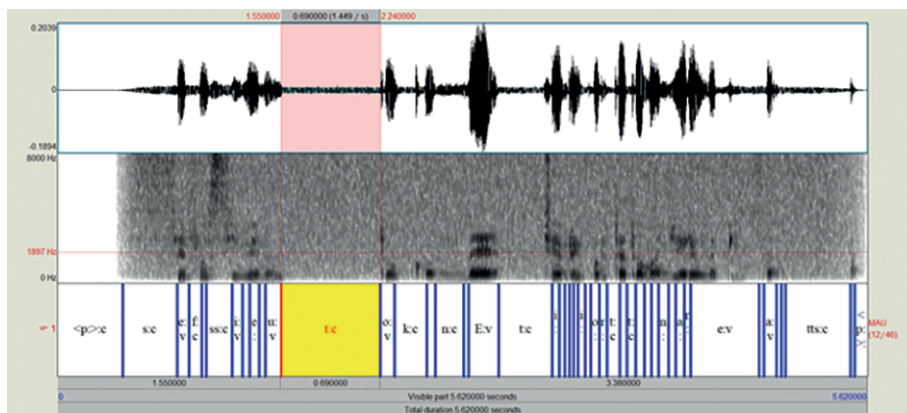 1.550000 0.690000 (1.449 / s) 2.240000
0.2039
0
-0.1894
8000 Hz
1897 Hz
0 Hz
1 <p:>:c s:c e:v f:c ss:c i:v e: u:v t:c o:v k:c n:c E:v t:c i: i: or: t:c t:c n: a: r: e:v a:v tts:c <p:>: MAU
(12/46)
1.550000 0.690000 3.380000
0 Visible part 5.620000 seconds 5.620000
Total duration 5.620000 seconds